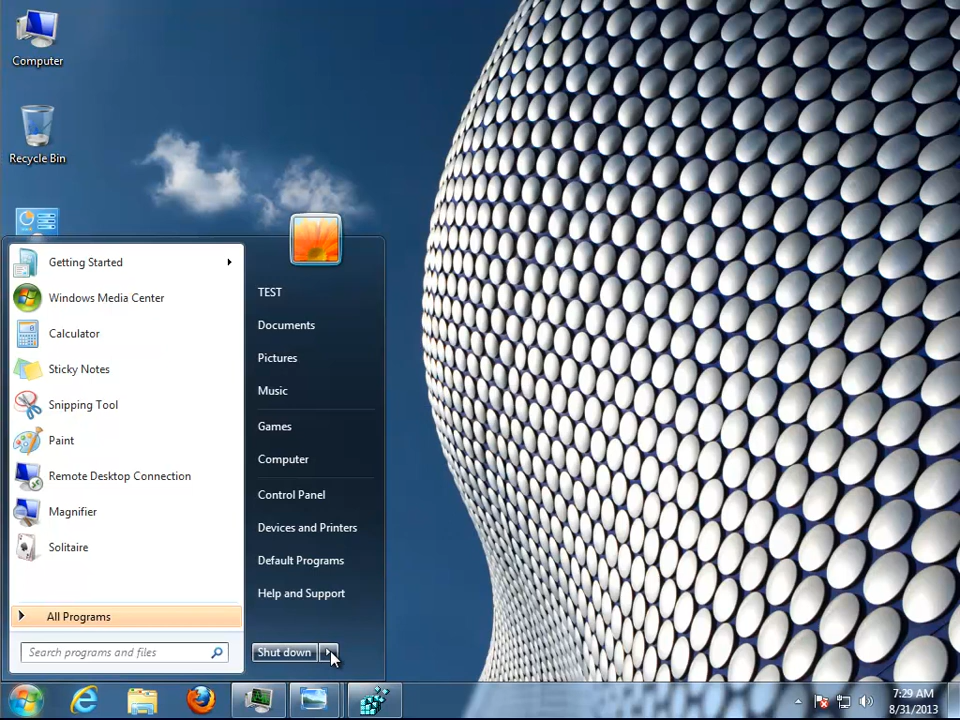 Computer
Recycle Bin
Getting Started
Windows Media Center
Calculator
Sticky Notes
Snipping Tool
Paint
Remote Desktop Connection
Magnifier
Solitaire
All Programs
Search programs and files
TEST
Documents
Pictures
Music
Games
Computer
Control Panel
Devices and Printers
Default Programs
Help and Support
Shut down
7:29 AM
8/31/2013